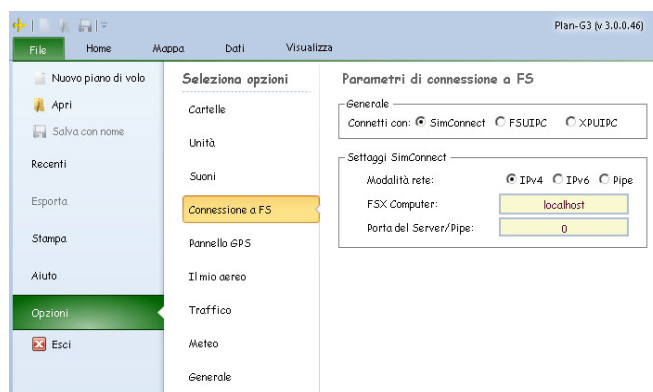 Plan-G3 (v 3.0.0.46)
File Home Mappa Dati Visualizza
Nuovo piano di volo
Apri
Salva con nome
Recenti
Esporta
Stampa
Aiuto
Opzioni
Esci
Seleziona opzioni
Cartelle
Unità
Suoni
Connessione a FS
Pannello GPS
Il mio aereo
Traffico
Meteo
Generale
Parametri di connessione a FS
Generale
Connetti con: SimConnect FSUIPC XPUIPC
Settaggi SimConnect
Modalità rete: IPv4 IPv6 Pipe
FSX Computer: localhost
Porta del Server/Pipe: 0